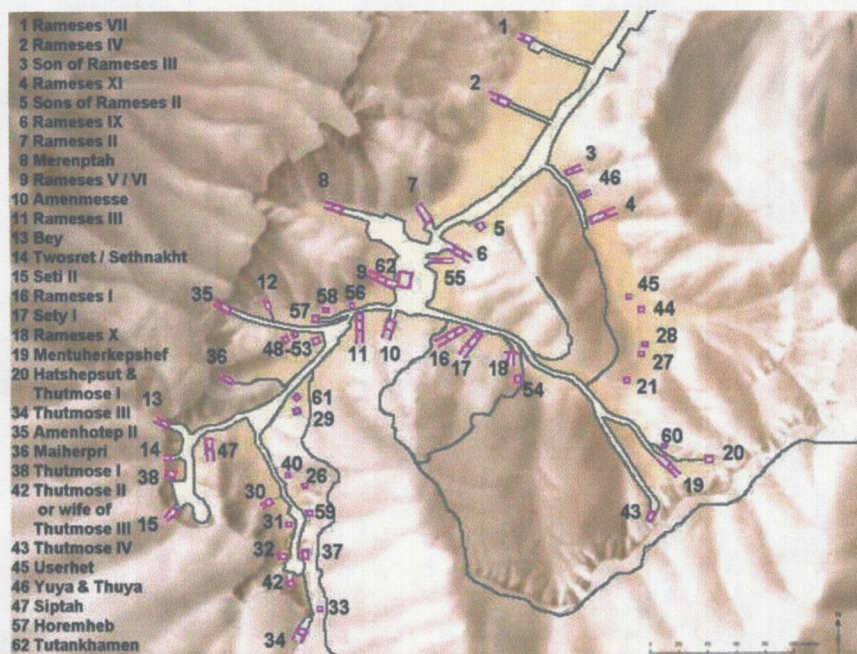 1 Rameses VII
2 Rameses IV
3 Son of Rameses III
4 Rameses XI
5 Sons of Rameses II
6 Rameses IX
7 Rameses II
8 Merenptah
9 Rameses V / VI
10 Amenmesse
11 Rameses III
13 Bey
14 Twosret / Sethnakht
15 Seti II
16 Rameses I
17 Sety I
18 Rameses X
19 Mentuherkepshef
20 Hatshepsut &
Thutmose I
34 Thutmose III
35 Amenhotep II
36 Maiherpri
38 Thutmose I
42 Thutmose II
or wife of
Thutmose III
43 Thutmose IV
45 Userhet
46 Yuya & Thuya
47 Siptah
57 Horemheb
62 Tutankhamen
1
2
3
46
4
8
7
5
6
55
9
62
35
12
58
56
57
48-53
11
10
16
17
18
54
45
44
28
27
21
36
61
29
13
47
14
38
15
40
26
30
59
31
32
37
42
33
34
60
20
19
43
N